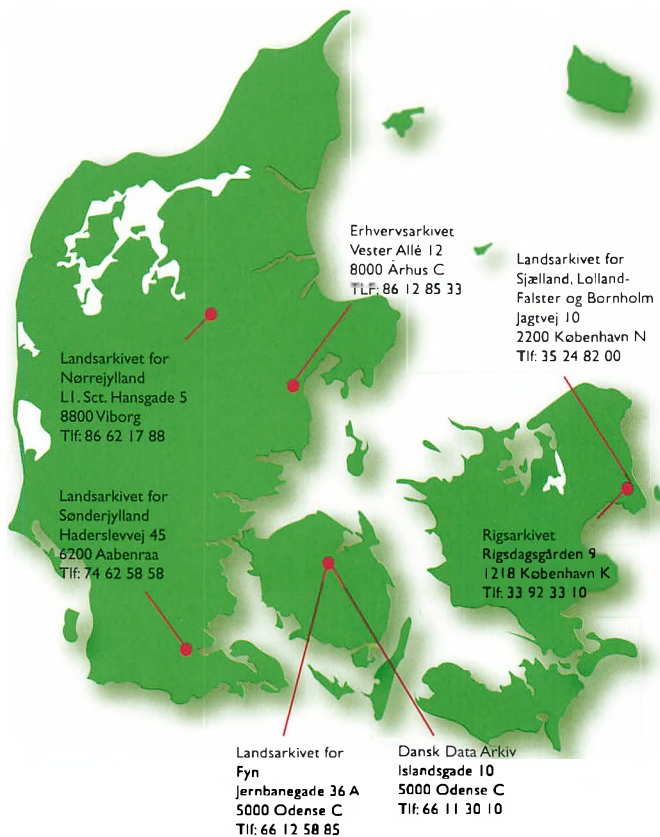 Erhvervsarkivet
Vester Allé 12
8000 Århus C
TLF: 86 12 85 33
Landsarkivet for
Sjælland, Lolland-
Falster og Bornholm
Jagtvej 10
2200 København N
Tlf: 35 24 82 00
Landsarkivet for
Nørrejylland
Ll. Sct. Hansgade 5
8800 Viborg
Tlf: 86 62 17 88
Landsarkivet for
Sønderjylland
Haderslevvej 45
6200 Aabenraa
Tlf: 74 62 58 58
Rigsarkivet
Rigsdagsgården 9
1218 København K
Tlf: 33 92 33 10
Landsarkivet for
Fyn
Jernbanegade 36 A
5000 Odense C
Tlf: 66 12 58 85
Dansk Data Arkiv
Islandsgade 10
5000 Odense C
Tlf: 66 11 30 10